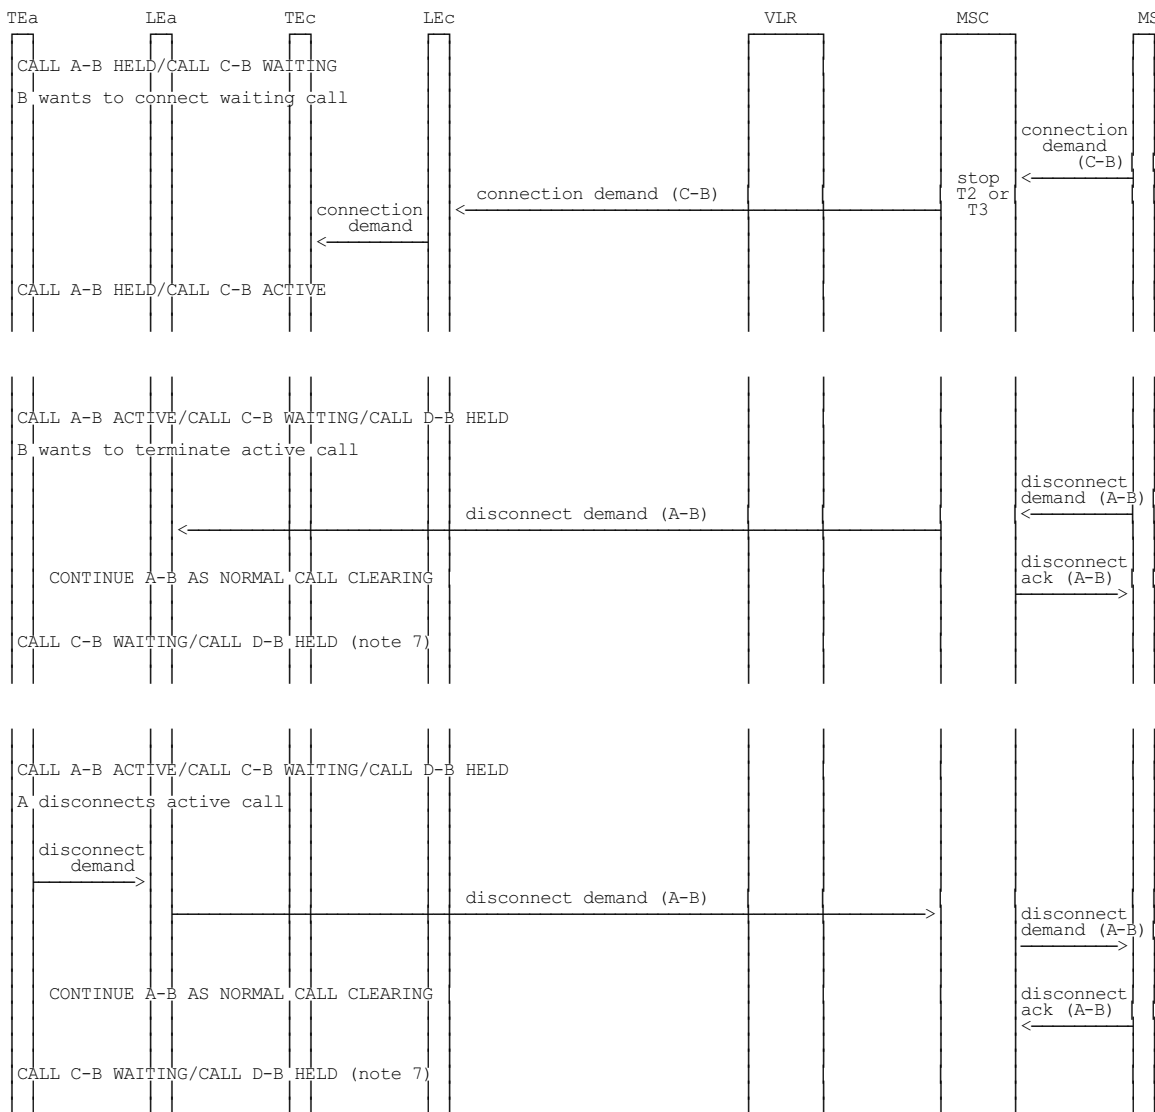 TEa LEa TEc LEc VLR MSC MS
CALL A-B HELD/CALL C-B WAITING
B wants to connect waiting call
connection
demand
(C-B)
stop
T2 or
T3
connection demand (C-B)
connection
demand
CALL A-B HELD/CALL C-B ACTIVE
CALL A-B ACTIVE/CALL C-B WAITING/CALL D-B HELD
B wants to terminate active call
disconnect
demand (A-B)
disconnect demand (A-B)
disconnect
ack (A-B)
CONTINUE A-B AS NORMAL CALL CLEARING
CALL C-B WAITING/CALL D-B HELD (note 7)
CALL A-B ACTIVE/CALL C-B WAITING/CALL D-B HELD
A disconnects active call
disconnect
demand
disconnect demand (A-B)
disconnect
demand (A-B)
CONTINUE A-B AS NORMAL CALL CLEARING
disconnect
ack (A-B)
CALL C-B WAITING/CALL D-B HELD (note 7)